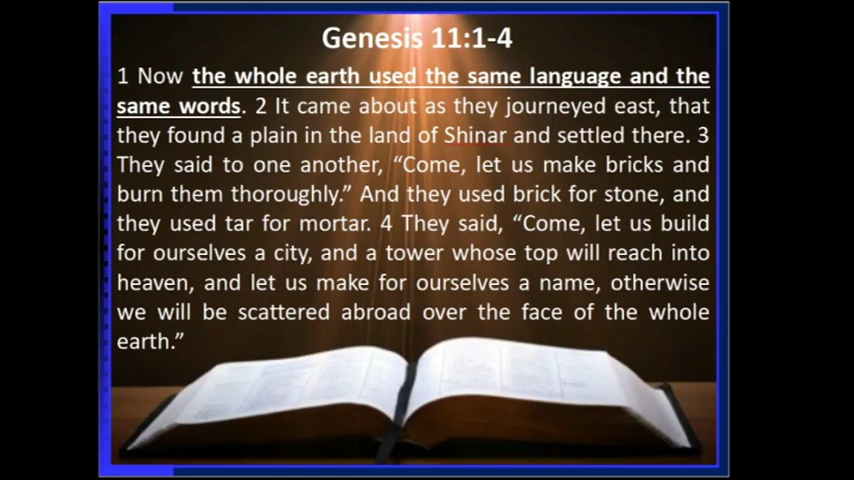 Genesis 11:1-4
1 Now the whole earth used the same language and the
same words. 2 It came about as they journeyed east, that
they found a plain in the land of Shinar and settled there. 3
They said to one another, “Come, let us make bricks and
burn them thoroughly.” And they used brick for stone, and
they used tar for mortar. 4 They said, “Come, let us build
for ourselves a city, and a tower whose top will reach into
heaven, and let us make for ourselves a name, otherwise
we will be scattered abroad over the face of the whole
earth.”